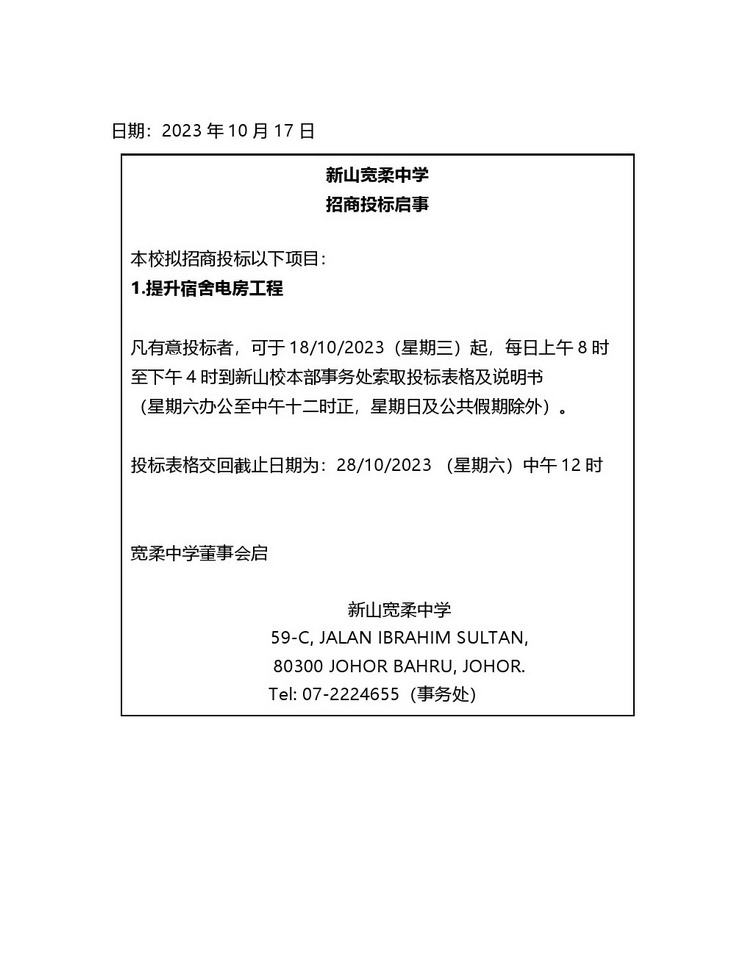 日期：2023 年 10 月 17 日
新山宽柔中学
招商投标启事
本校拟招商投标以下项目：
1.提升宿舍电房工程
凡有意投标者，可于 18/10/2023（星期三）起，每日上午 8 时
至下午 4 时到新山校本部事务处索取投标表格及说明书
（星期六办公至中午十二时正，星期日及公共假期除外）。
投标表格交回截止日期为：28/10/2023 （星期六）中午 12 时
宽柔中学董事会启
新山宽柔中学
59-C, JALAN IBRAHIM SULTAN,
80300 JOHOR BAHRU, JOHOR.
Tel: 07-2224655（事务处）